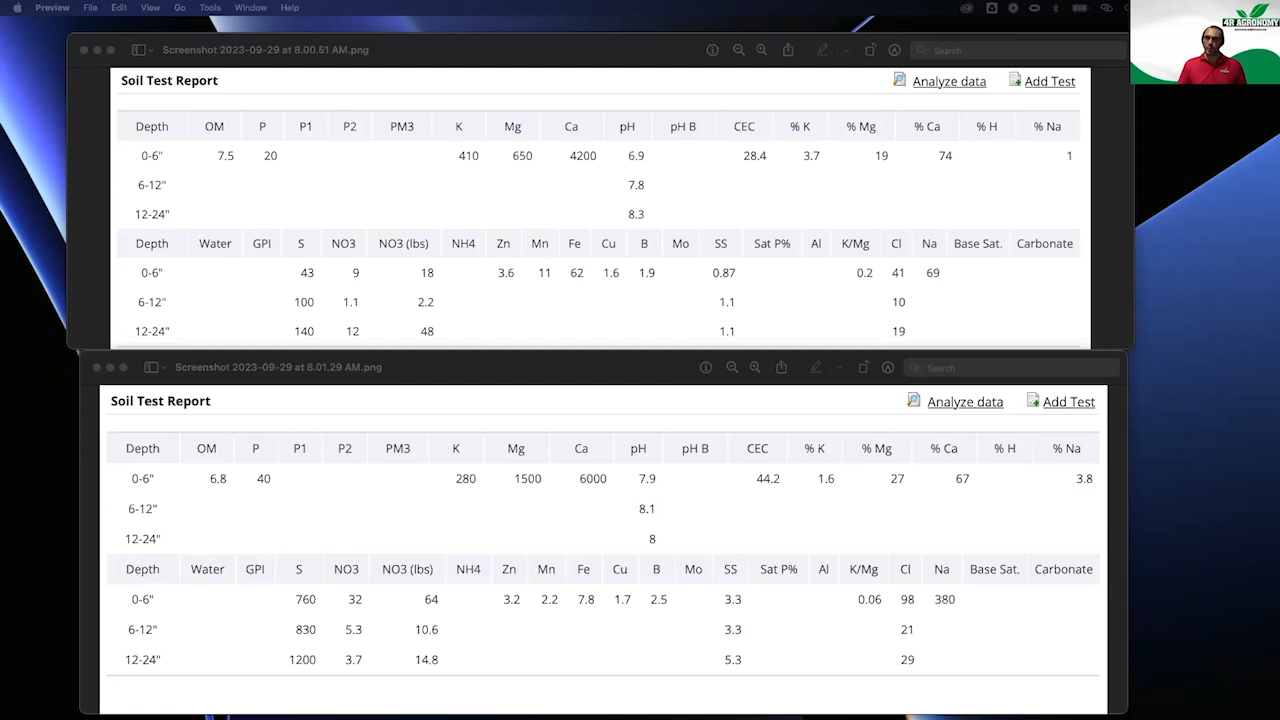 Preview File Edit View Go Tools Window Help
4R AGRONOMY
Screenshot 2023-09-29 at 8.00.51 AM.png Search
Soil Test Report Analyze data Add Test
Depth OM P P1 P2 PM3 K Mg Ca pH pH B CEC % K % Mg % Ca % H % Na
0-6" 7.5 20 410 650 4200 6.9 28.4 3.7 19 74 1
6-12" 7.8
12-24" 8.3
Depth Water GPI S NO3 NO3 (lbs) NH4 Zn Mn Fe Cu B Mo SS Sat P% Al K/Mg Cl Na Base Sat. Carbonate
0-6" 43 9 18 3.6 11 62 1.6 1.9 0.87 0.2 41 69
6-12" 100 1.1 2.2 1.1 10
12-24" 140 12 48 1.1 19
Screenshot 2023-09-29 at 8.01.29 AM.png Search
Soil Test Report Analyze data Add Test
Depth OM P P1 P2 PM3 K Mg Ca pH pH B CEC % K % Mg % Ca % H % Na
0-6" 6.8 40 280 1500 6000 7.9 44.2 1.6 27 67 3.8
6-12" 8.1
12-24" 8
Depth Water GPI S NO3 NO3 (lbs) NH4 Zn Mn Fe Cu B Mo SS Sat P% Al K/Mg Cl Na Base Sat. Carbonate
0-6" 760 32 64 3.2 2.2 7.8 1.7 2.5 3.3 0.06 98 380
6-12" 830 5.3 10.6 3.3 21
12-24" 1200 3.7 14.8 5.3 29